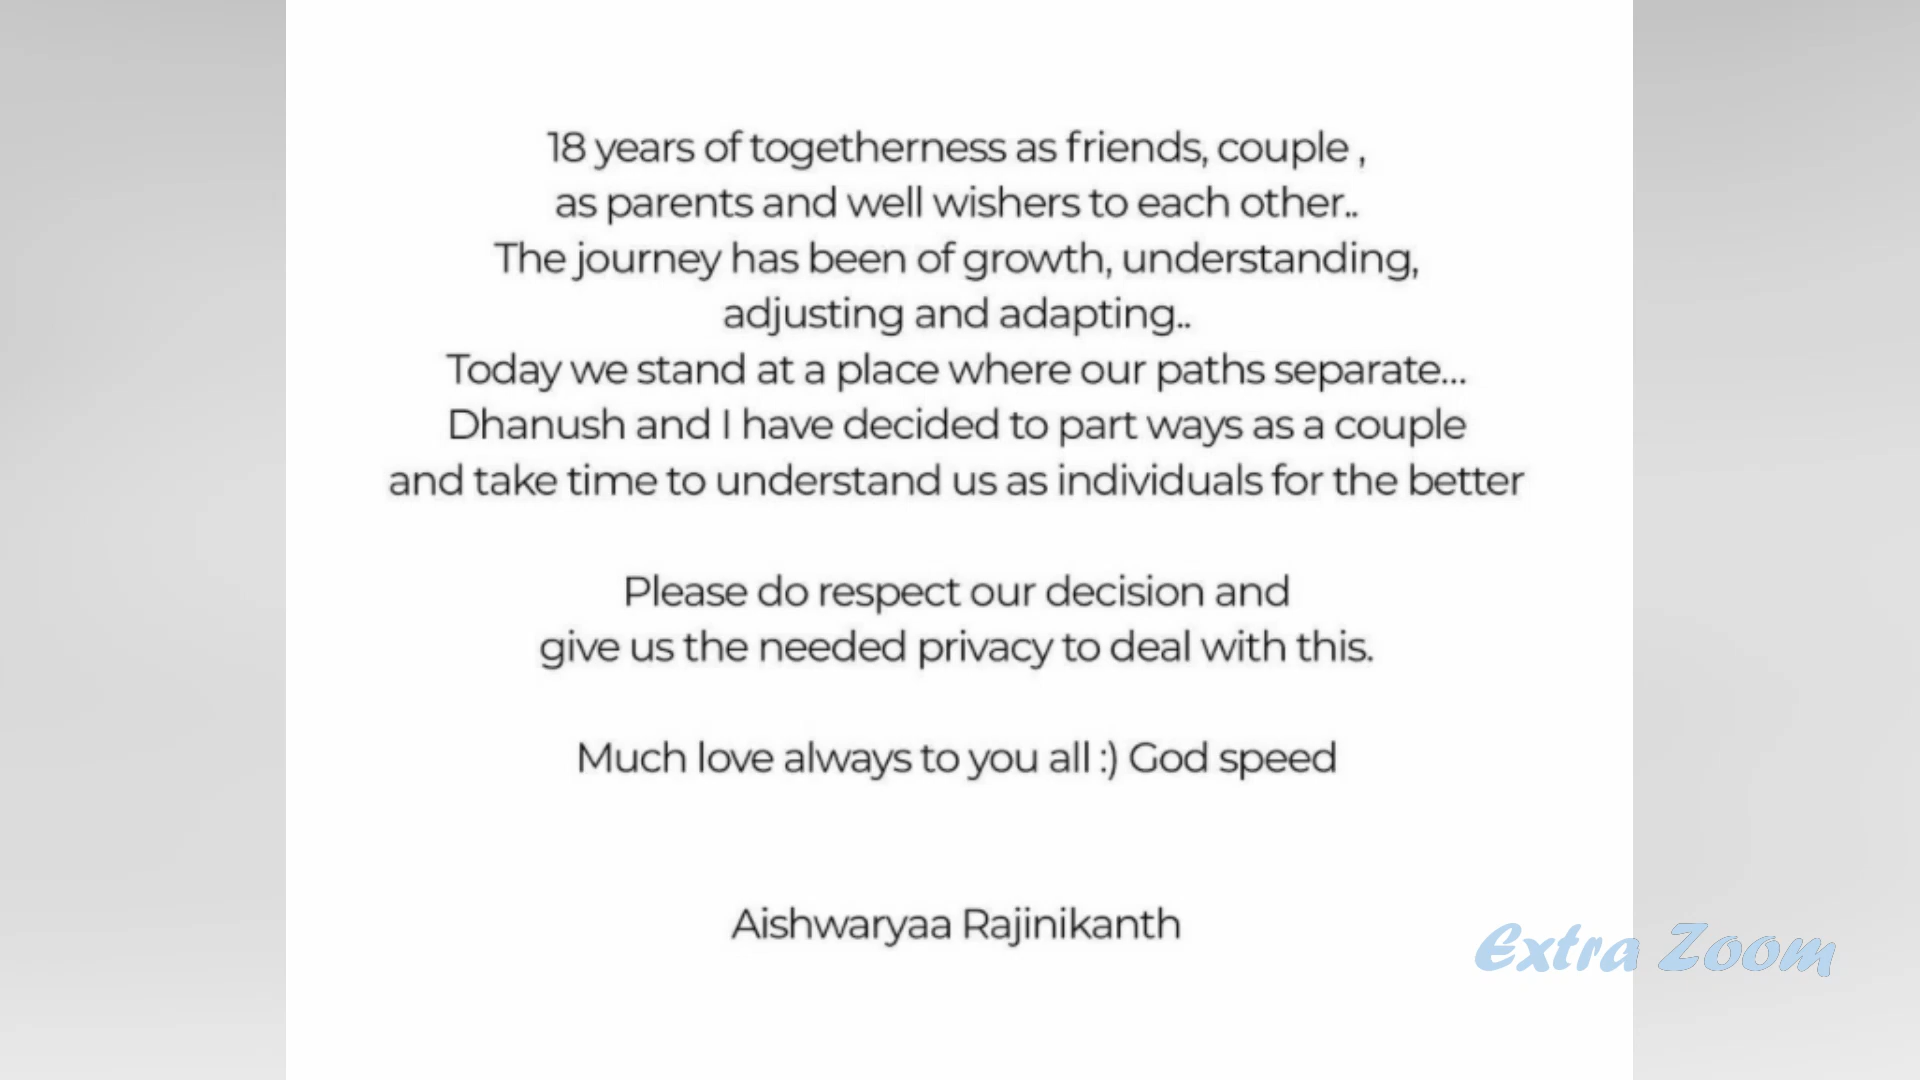 18 years of togetherness as friends, couple ,
as parents and well wishers to each other..
The journey has been of growth, understanding,
adjusting and adapting..
Today we stand at a place where our paths separate...
Dhanush and I have decided to part ways as a couple
and take time to understand us as individuals for the better
Please do respect our decision and
give us the needed privacy to deal with this.
Much love always to you all :) God speed
Aishwaryaa Rajinikanth
Extra Zoom